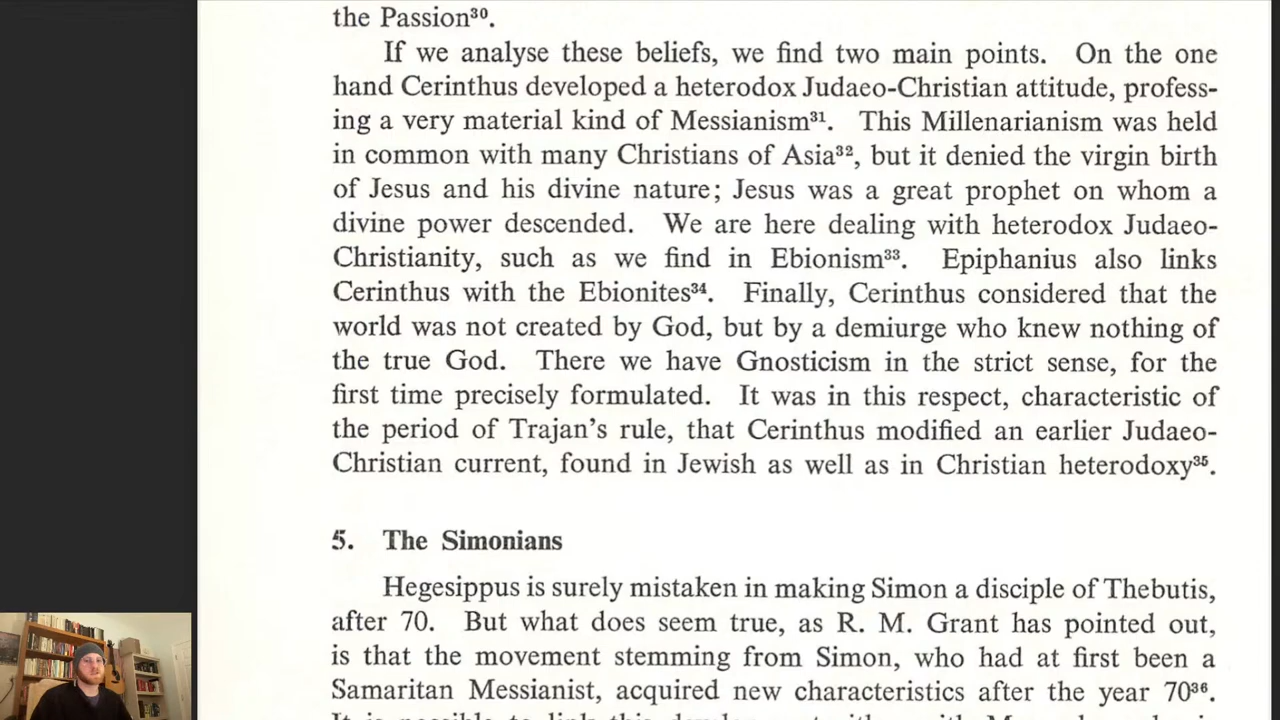 the Passion³⁰.
If we analyse these beliefs, we find two main points. On the one
hand Cerinthus developed a heterodox Judaeo-Christian attitude, profess-
ing a very material kind of Messianism³¹. This Millenarianism was held
in common with many Christians of Asia³², but it denied the virgin birth
of Jesus and his divine nature; Jesus was a great prophet on whom a
divine power descended. We are here dealing with heterodox Judaeo-
Christianity, such as we find in Ebionism³³. Epiphanius also links
Cerinthus with the Ebionites³⁴. Finally, Cerinthus considered that the
world was not created by God, but by a demiurge who knew nothing of
the true God. There we have Gnosticism in the strict sense, for the
first time precisely formulated. It was in this respect, characteristic of
the period of Trajan's rule, that Cerinthus modified an earlier Judaeo-
Christian current, found in Jewish as well as in Christian heterodoxy³⁵.
5. The Simonians
Hegesippus is surely mistaken in making Simon a disciple of Thebutis,
after 70. But what does seem true, as R. M. Grant has pointed out,
is that the movement stemming from Simon, who had at first been a
Samaritan Messianist, acquired new characteristics after the year 70³⁶.
It is possible to link this